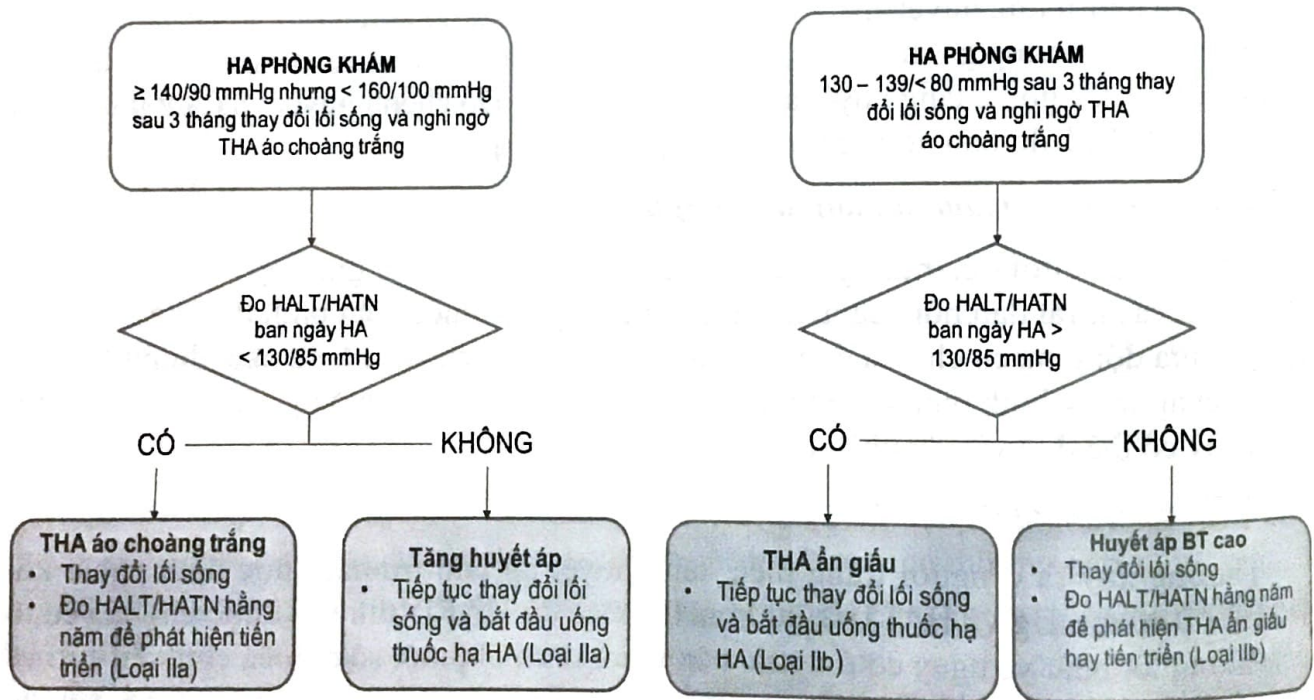 HA PHÒNG KHÁM
≥ 140/90 mmHg nhưng < 160/100 mmHg
sau 3 tháng thay đổi lối sống và nghi ngờ
THA áo choàng trắng
Đo HALT/HATN
ban ngày HA
< 130/85 mmHg
CÓ
KHÔNG
THA áo choàng trắng
• Thay đổi lối sống
• Đo HALT/HATN hằng
năm để phát hiện tiến
triển (Loại IIa)
Tăng huyết áp
• Tiếp tục thay đổi lối
sống và bắt đầu uống
thuốc hạ HA (Loại IIa)
HA PHÒNG KHÁM
130 – 139/< 80 mmHg sau 3 tháng thay
đổi lối sống và nghi ngờ THA
áo choàng trắng
Đo HALT/HATN
ban ngày HA >
130/85 mmHg
CÓ
KHÔNG
THA ẩn giấu
• Tiếp tục thay đổi lối sống
và bắt đầu uống thuốc hạ
HA (Loại IIb)
Huyết áp BT cao
• Thay đổi lối sống
• Đo HALT/HATN hằng năm
để phát hiện THA ẩn giấu
hay tiến triển (Loại IIb)